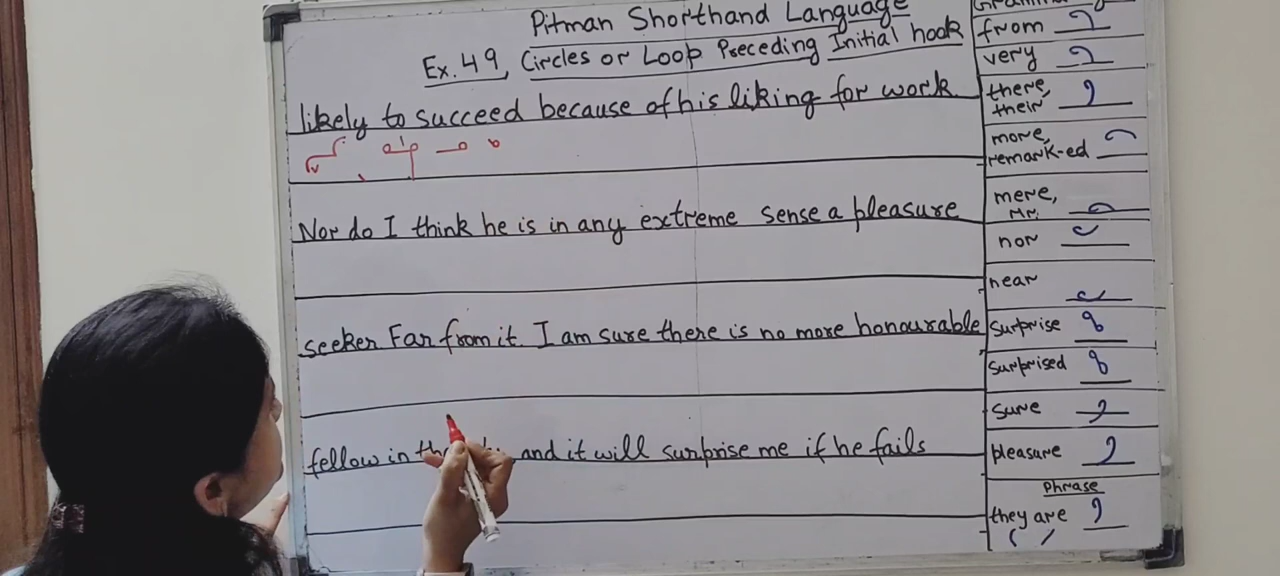 Pitman Shorthand Language
Ex. 49, Circles or Loop Preceding Initial hook
likely to succeed because of his liking for work
Nor do I think he is in any extreme sense a pleasure
seeker Far from it. I am sure there is no more honourable
fellow in and it will surprise me if he fails
from
very
there,
their
more,
remark-ed
mere,
Mr.
nor
near
surprise
surprised
sure
pleasure
Phrase
they are